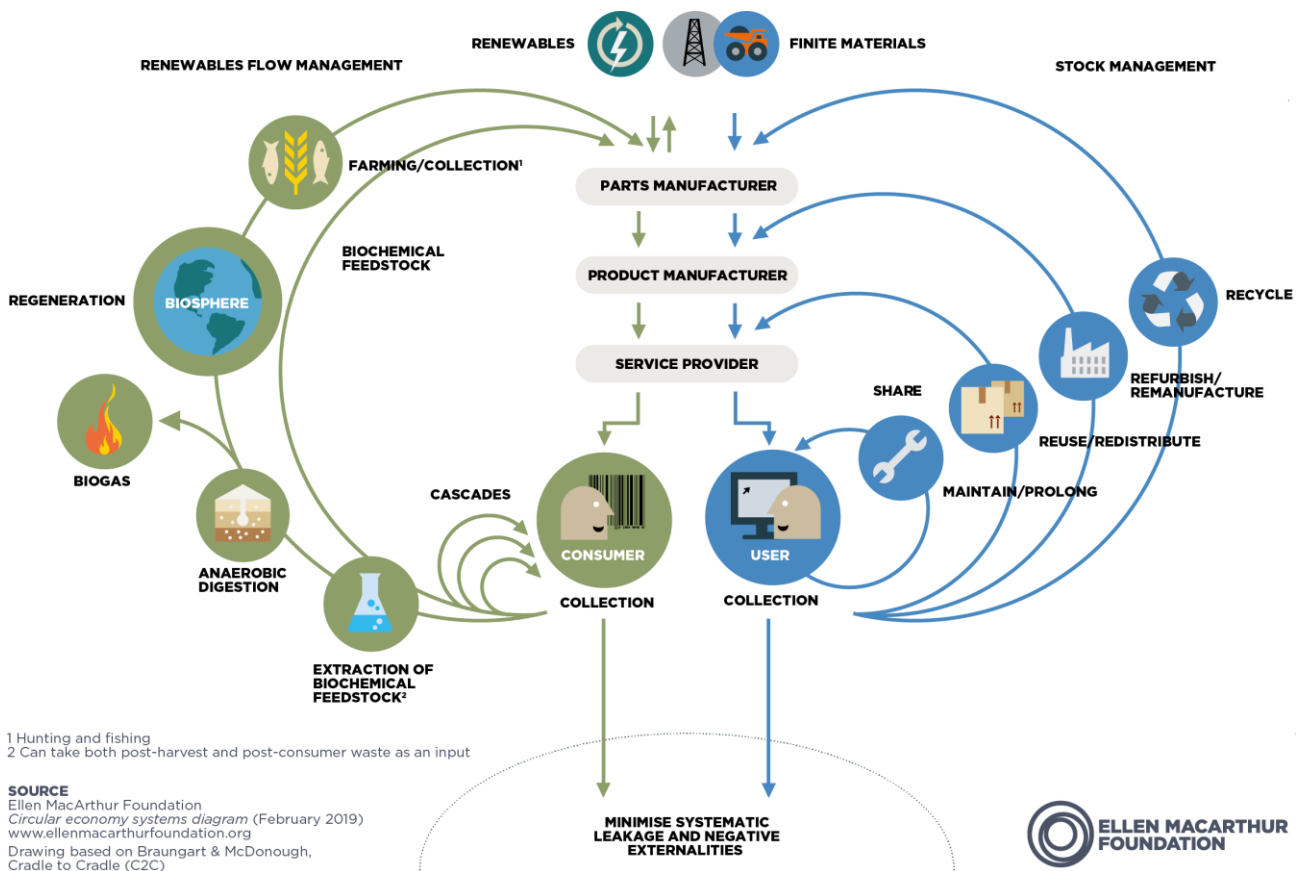 RENEWABLES
FINITE MATERIALS
RENEWABLES FLOW MANAGEMENT
STOCK MANAGEMENT
FARMING/COLLECTION¹
PARTS MANUFACTURER
BIOCHEMICAL
FEEDSTOCK
PRODUCT MANUFACTURER
REGENERATION
BIOSPHERE
RECYCLE
SERVICE PROVIDER
SHARE
REFURBISH/
REMANUFACTURE
REUSE/REDISTRIBUTE
BIOGAS
CASCADES
MAINTAIN/PROLONG
CONSUMER
USER
ANAEROBIC
DIGESTION
COLLECTION
COLLECTION
EXTRACTION OF
BIOCHEMICAL
FEEDSTOCK²
1 Hunting and fishing
2 Can take both post-harvest and post-consumer waste as an input
SOURCE
Ellen MacArthur Foundation
Circular economy systems diagram (February 2019)
www.ellenmacarthurfoundation.org
Drawing based on Braungart & McDonough,
Cradle to Cradle (C2C)
MINIMISE SYSTEMATIC
LEAKAGE AND NEGATIVE
EXTERNALITIES
ELLEN MACARTHUR
FOUNDATION